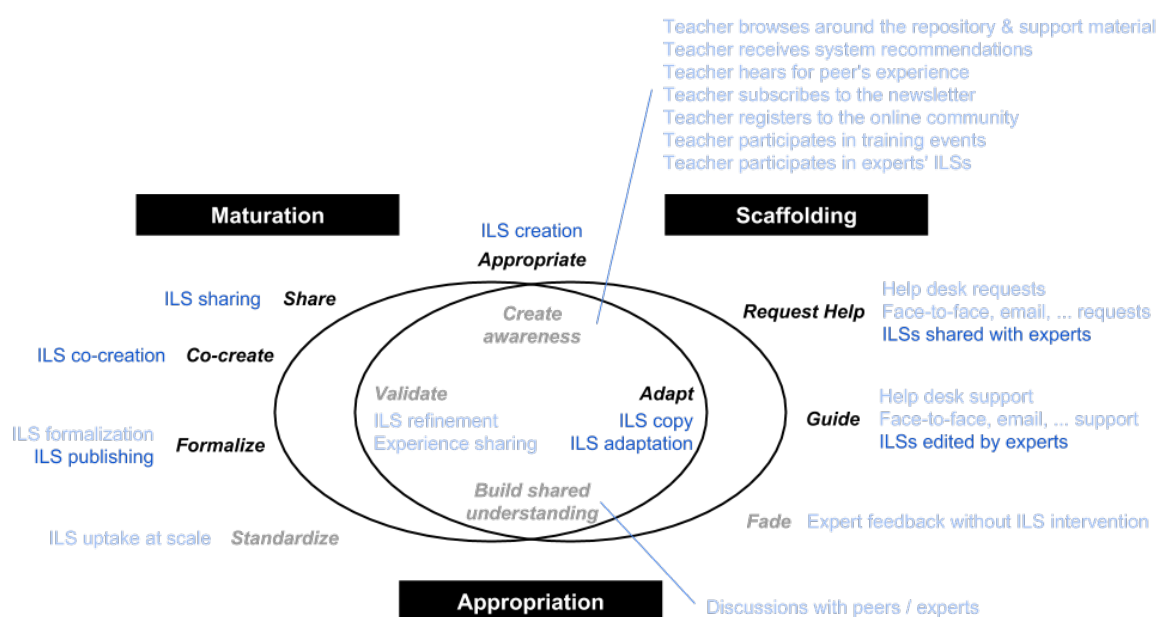 Teacher browses around the repository & support material
Teacher receives system recommendations
Teacher hears for peer's experience
Teacher subscribes to the newsletter
Teacher registers to the online community
Teacher participates in training events
Teacher participates in experts' ILSs
Maturation
Scaffolding
ILS creation
Appropriate
ILS sharing Share
Create
awareness
Request Help
Help desk requests
Face-to-face, email, ... requests
ILSs shared with experts
ILS co-creation Co-create
Validate
ILS refinement
Experience sharing
Adapt
ILS copy
ILS adaptation
Guide
Help desk support
Face-to-face, email, ... support
ILSs edited by experts
ILS formalization
ILS publishing
Formalize
Build shared
understanding
ILS uptake at scale Standardize
Fade Expert feedback without ILS intervention
Appropriation
Discussions with peers / experts